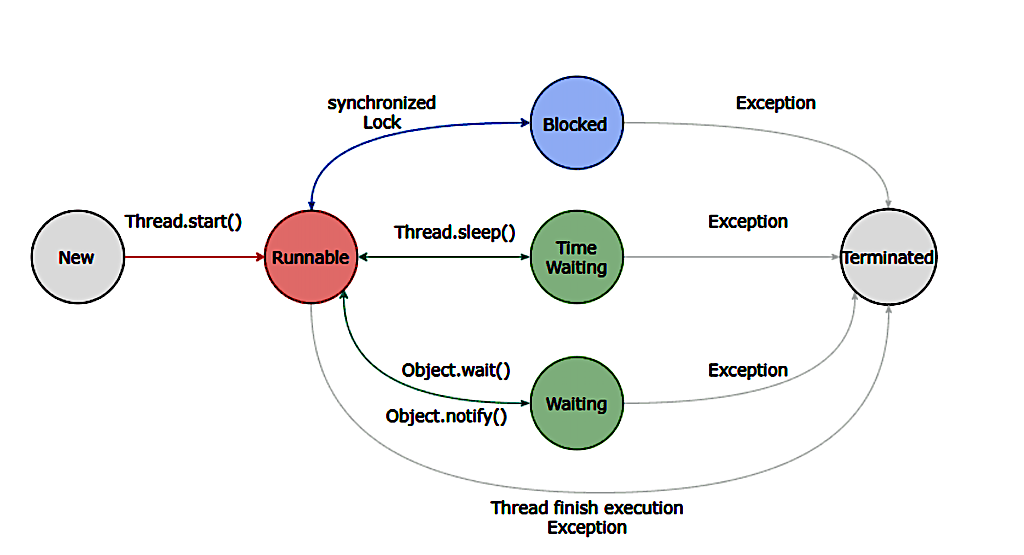 synchronized
Lock
Blocked
Exception
Thread.start()
New
Runnable
Thread.sleep()
Time
Waiting
Exception
Terminated
Object.wait()
Object.notify()
Waiting
Exception
Thread finish execution
Exception